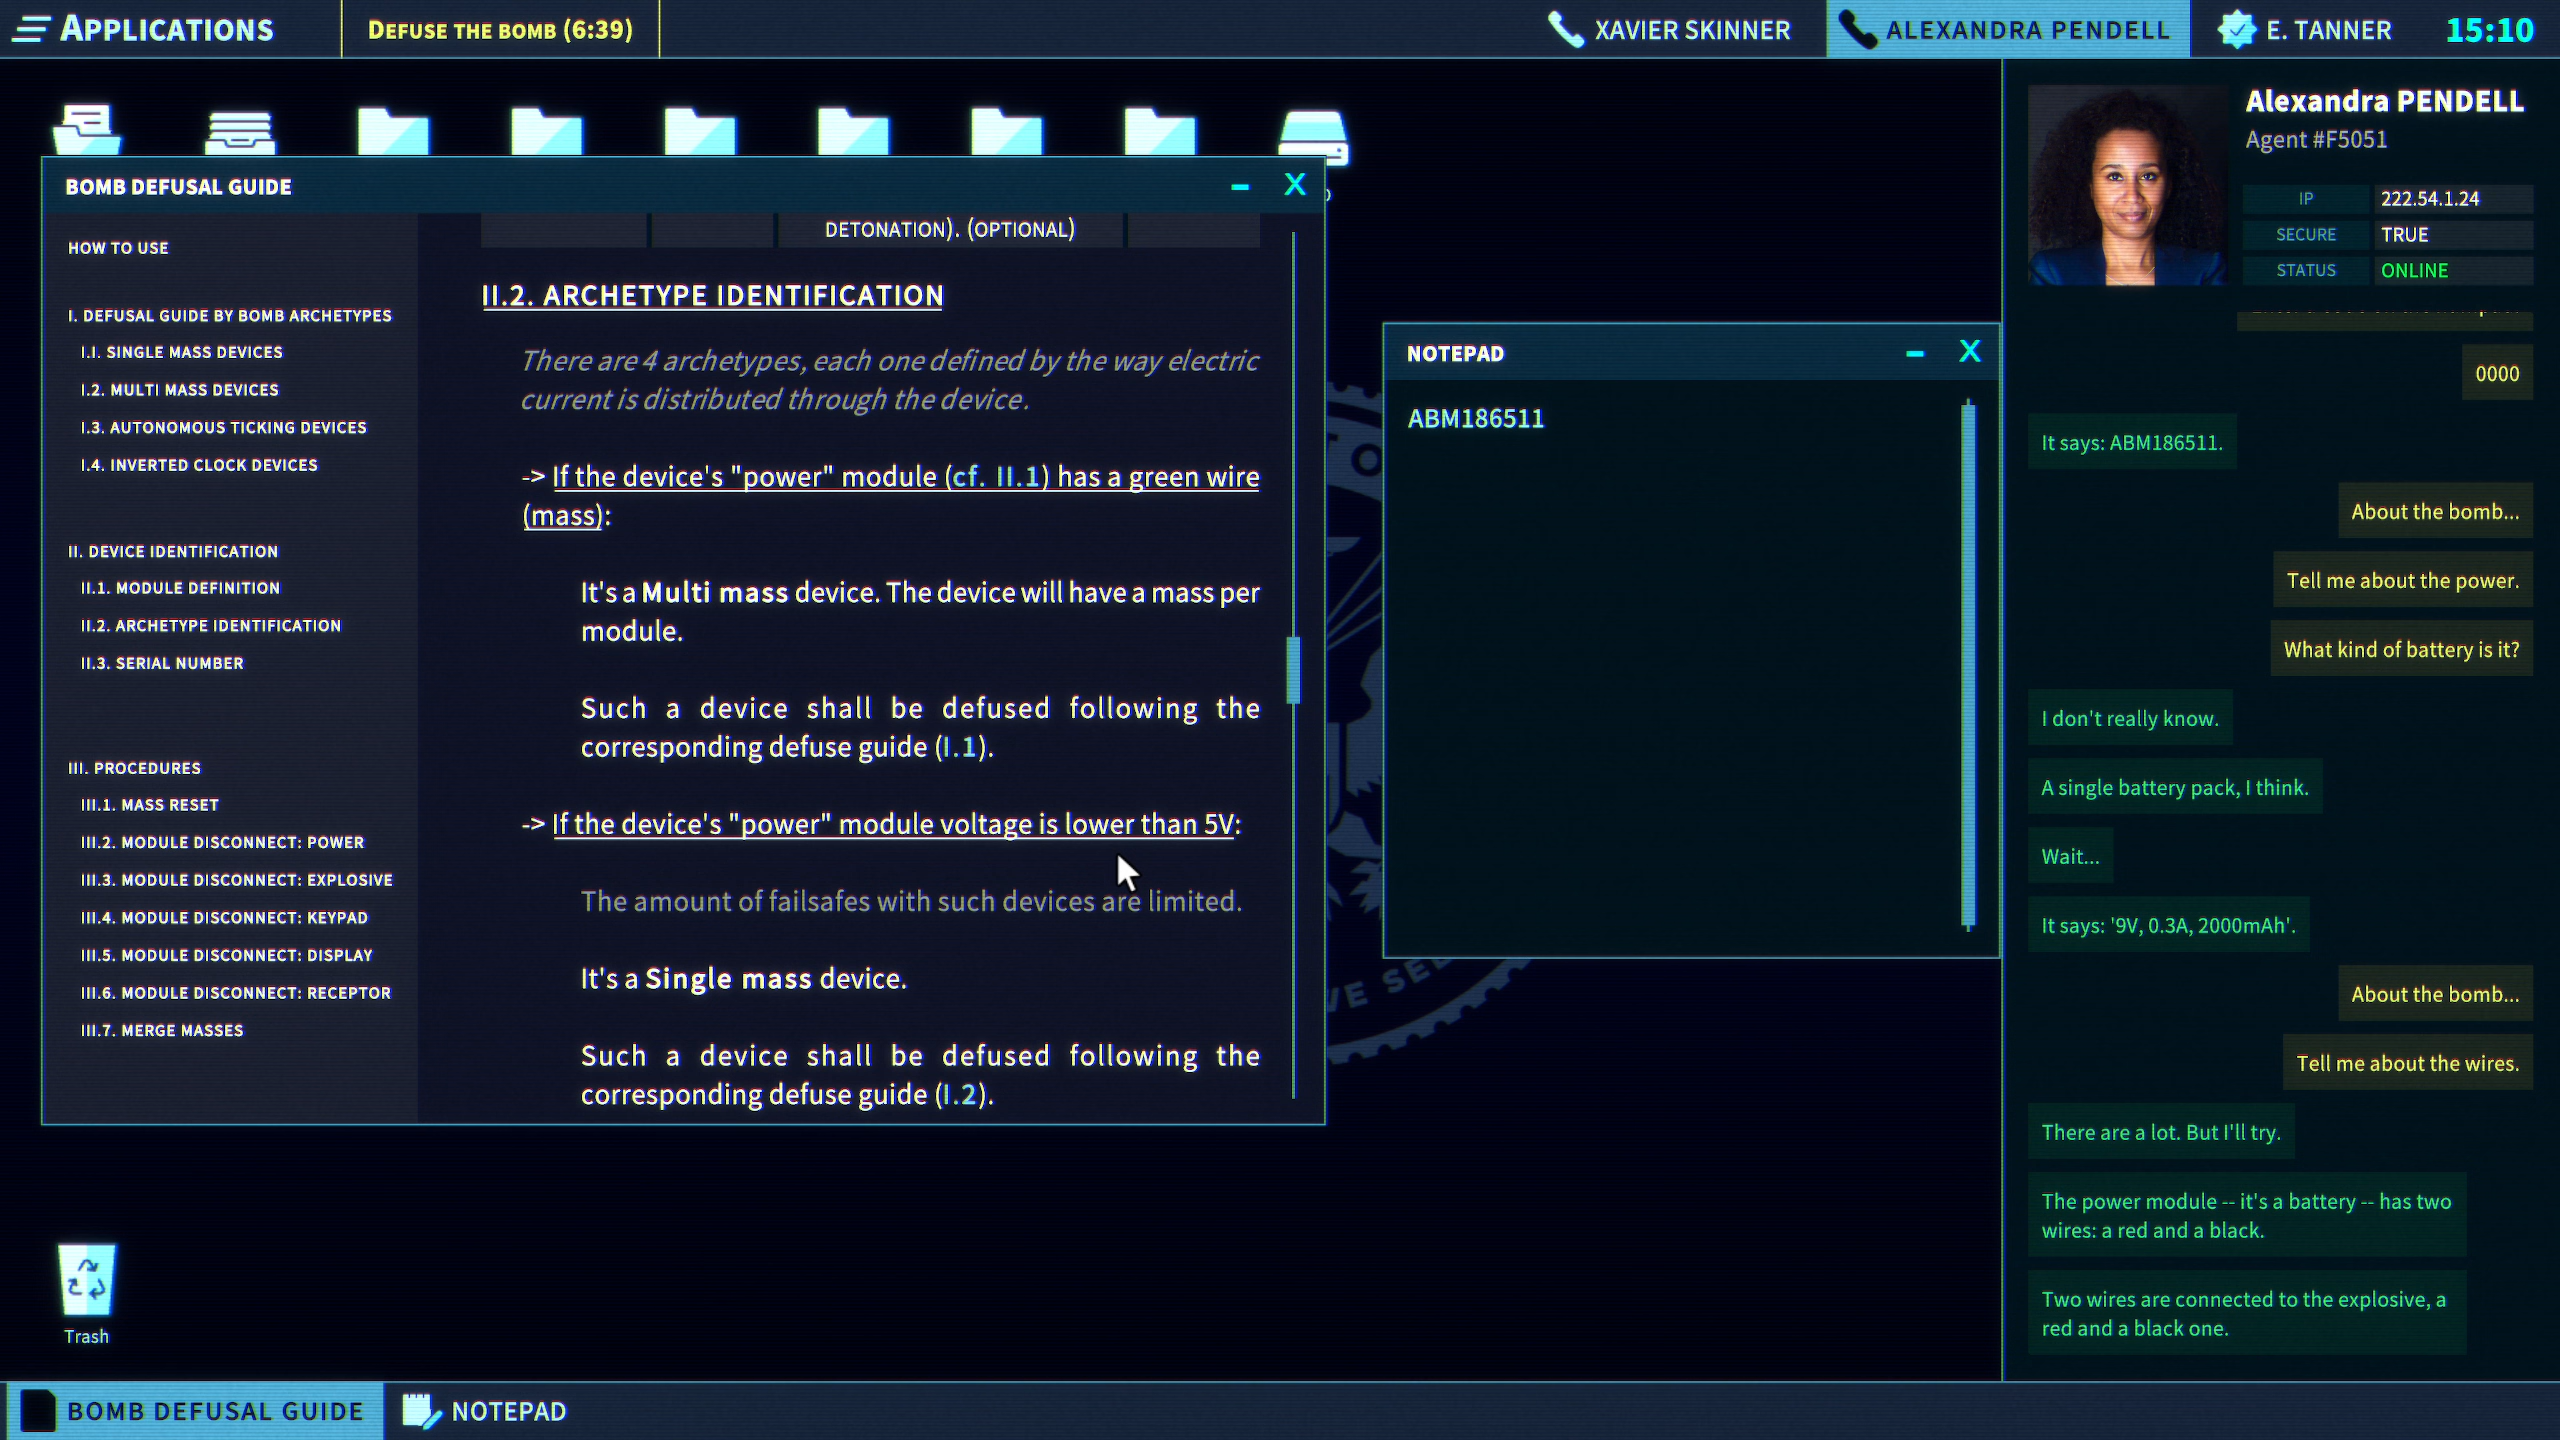 APPLICATIONS
DEFUSE THE BOMB (6:39)
XAVIER SKINNER
ALEXANDRA PENDELL
E. TANNER
15:10
BOMB DEFUSAL GUIDE
HOW TO USE
I. DEFUSAL GUIDE BY BOMB ARCHETYPES
I.I. SINGLE MASS DEVICES
I.2. MULTI MASS DEVICES
I.3. AUTONOMOUS TICKING DEVICES
I.4. INVERTED CLOCK DEVICES
II. DEVICE IDENTIFICATION
II.1. MODULE DEFINITION
II.2. ARCHETYPE IDENTIFICATION
II.3. SERIAL NUMBER
III. PROCEDURES
III.1. MASS RESET
III.2. MODULE DISCONNECT: POWER
III.3. MODULE DISCONNECT: EXPLOSIVE
III.4. MODULE DISCONNECT: KEYPAD
III.5. MODULE DISCONNECT: DISPLAY
III.6. MODULE DISCONNECT: RECEPTOR
III.7. MERGE MASSES
DETONATION). (OPTIONAL)
II.2. ARCHETYPE IDENTIFICATION
There are 4 archetypes, each one defined by the way electric
current is distributed through the device.
-> If the device's "power" module (cf. II.1) has a green wire
(mass):
It's a Multi mass device. The device will have a mass per
module.
Such a device shall be defused following the
corresponding defuse guide (I.1).
-> If the device's "power" module voltage is lower than 5V:
The amount of failsafes with such devices are limited.
It's a Single mass device.
Such a device shall be defused following the
corresponding defuse guide (I.2).
NOTEPAD
ABM186511
Alexandra PENDELL
Agent #F5051
IP 222.54.1.24
SECURE TRUE
STATUS ONLINE
0000
It says: ABM186511.
About the bomb...
Tell me about the power.
What kind of battery is it?
I don't really know.
A single battery pack, I think.
Wait...
It says: '9V, 0.3A, 2000mAh'.
About the bomb...
Tell me about the wires.
There are a lot. But I'll try.
The power module -- it's a battery -- has two
wires: a red and a black.
Two wires are connected to the explosive, a
red and a black one.
Trash
BOMB DEFUSAL GUIDE
NOTEPAD